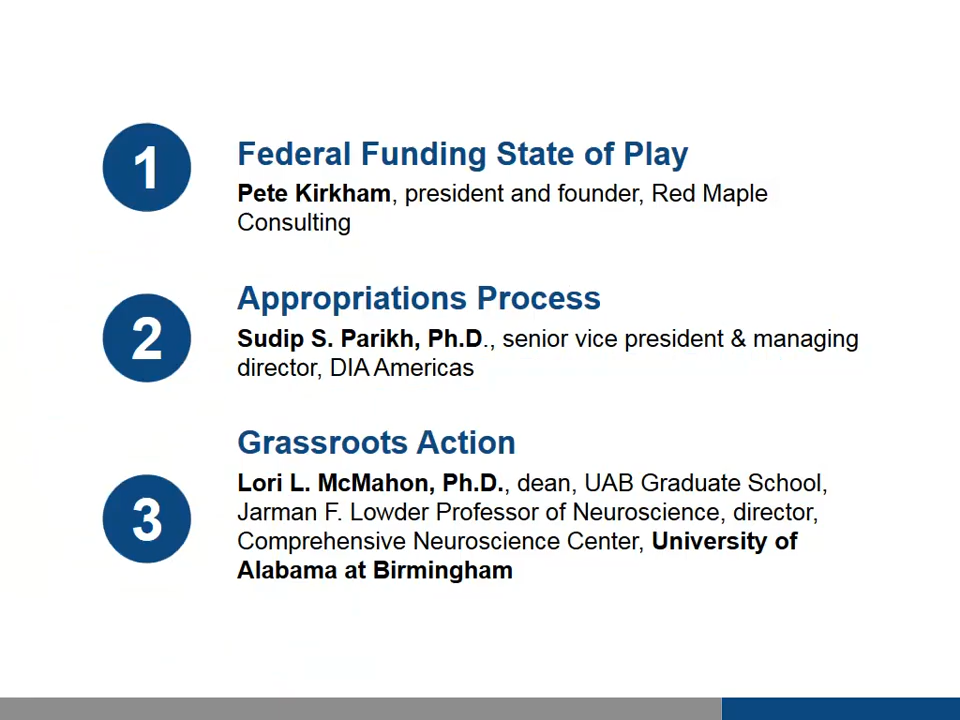 1
Federal Funding State of Play
Pete Kirkham, president and founder, Red Maple
Consulting
2
Appropriations Process
Sudip S. Parikh, Ph.D., senior vice president & managing
director, DIA Americas
3
Grassroots Action
Lori L. McMahon, Ph.D., dean, UAB Graduate School,
Jarman F. Lowder Professor of Neuroscience, director,
Comprehensive Neuroscience Center, University of
Alabama at Birmingham